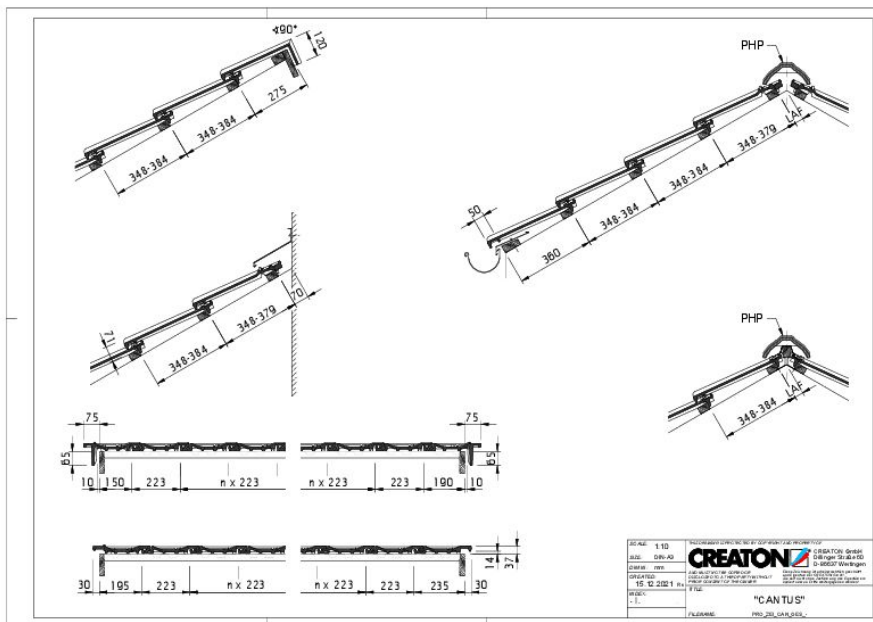 ∢90°
120
275
348-384
348-384
PHP
LAF
348-379
348-384
348-384
360
50
70
348-379
348-384
71
PHP
LAF
348-384
75
75
65
65
10
150
223
n x 223
n x 223
223
190
10
14
37
30
195
223
n x 223
n x 223
223
235
30
SCALE: 1:10
SIZE: DIN-A3
DIM IN: mm
CREATED:
15.12.2021
INDEX:
- \.
CREATON
CREATON GmbH
Dillinger Straße 60
D-86637 Wertingen
TITLE:
"CANTUS"
FILENAME: